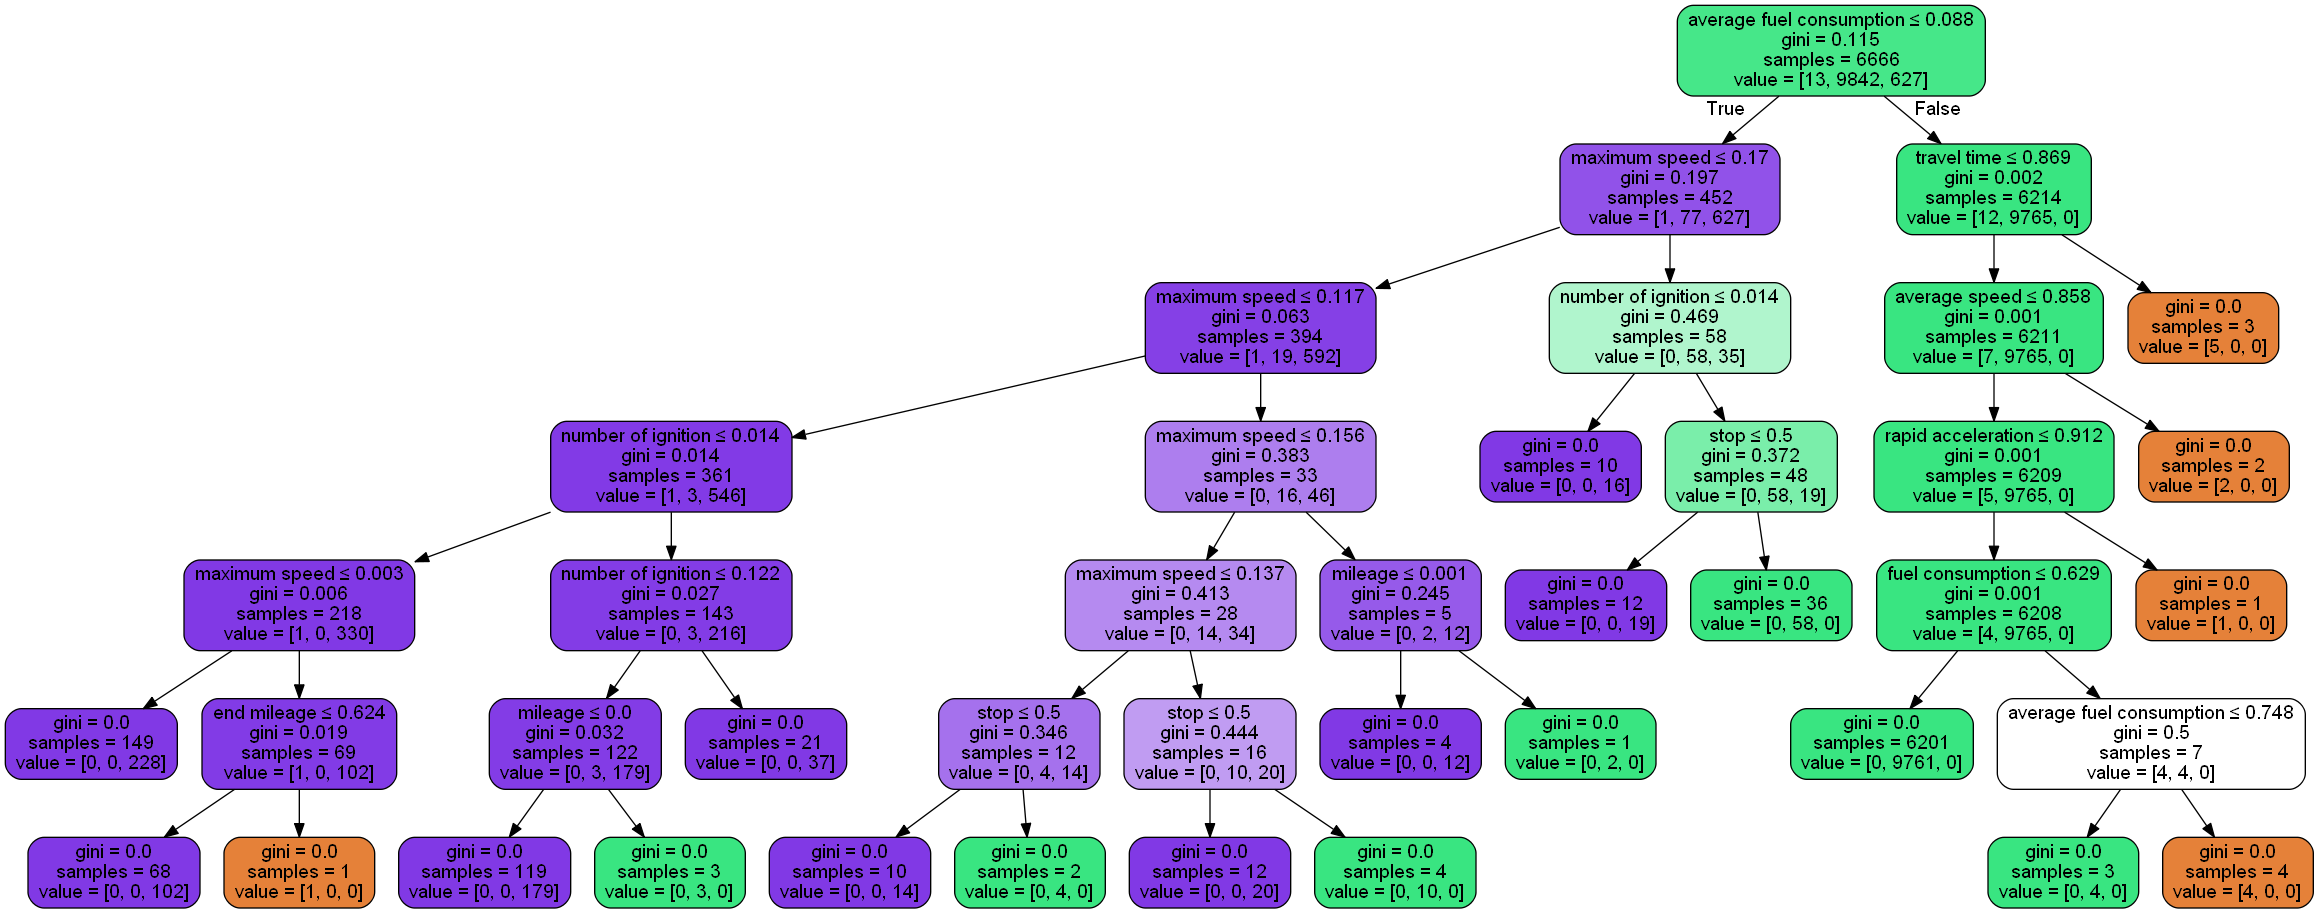 average fuel consumption ≤ 0.088
gini = 0.115
samples = 6666
value = [13, 9842, 627]
True
False
maximum speed ≤ 0.17
gini = 0.197
samples = 452
value = [1, 77, 627]
travel time ≤ 0.869
gini = 0.002
samples = 6214
value = [12, 9765, 0]
maximum speed ≤ 0.117
gini = 0.063
samples = 394
value = [1, 19, 592]
number of ignition ≤ 0.014
gini = 0.469
samples = 58
value = [0, 58, 35]
average speed ≤ 0.858
gini = 0.001
samples = 6211
value = [7, 9765, 0]
gini = 0.0
samples = 3
value = [5, 0, 0]
number of ignition ≤ 0.014
gini = 0.014
samples = 361
value = [1, 3, 546]
maximum speed ≤ 0.156
gini = 0.383
samples = 33
value = [0, 16, 46]
gini = 0.0
samples = 10
value = [0, 0, 16]
stop ≤ 0.5
gini = 0.372
samples = 48
value = [0, 58, 19]
rapid acceleration ≤ 0.912
gini = 0.001
samples = 6209
value = [5, 9765, 0]
gini = 0.0
samples = 2
value = [2, 0, 0]
maximum speed ≤ 0.003
gini = 0.006
samples = 218
value = [1, 0, 330]
number of ignition ≤ 0.122
gini = 0.027
samples = 143
value = [0, 3, 216]
maximum speed ≤ 0.137
gini = 0.413
samples = 28
value = [0, 14, 34]
mileage ≤ 0.001
gini = 0.245
samples = 5
value = [0, 2, 12]
gini = 0.0
samples = 12
value = [0, 0, 19]
gini = 0.0
samples = 36
value = [0, 58, 0]
fuel consumption ≤ 0.629
gini = 0.001
samples = 6208
value = [4, 9765, 0]
gini = 0.0
samples = 1
value = [1, 0, 0]
gini = 0.0
samples = 149
value = [0, 0, 228]
end mileage ≤ 0.624
gini = 0.019
samples = 69
value = [1, 0, 102]
mileage ≤ 0.0
gini = 0.032
samples = 122
value = [0, 3, 179]
gini = 0.0
samples = 21
value = [0, 0, 37]
stop ≤ 0.5
gini = 0.346
samples = 12
value = [0, 4, 14]
stop ≤ 0.5
gini = 0.444
samples = 16
value = [0, 10, 20]
gini = 0.0
samples = 4
value = [0, 0, 12]
gini = 0.0
samples = 1
value = [0, 2, 0]
gini = 0.0
samples = 6201
value = [0, 9761, 0]
average fuel consumption ≤ 0.748
gini = 0.5
samples = 7
value = [4, 4, 0]
gini = 0.0
samples = 68
value = [0, 0, 102]
gini = 0.0
samples = 1
value = [1, 0, 0]
gini = 0.0
samples = 119
value = [0, 0, 179]
gini = 0.0
samples = 3
value = [0, 3, 0]
gini = 0.0
samples = 10
value = [0, 0, 14]
gini = 0.0
samples = 2
value = [0, 4, 0]
gini = 0.0
samples = 12
value = [0, 0, 20]
gini = 0.0
samples = 4
value = [0, 10, 0]
gini = 0.0
samples = 3
value = [0, 4, 0]
gini = 0.0
samples = 4
value = [4, 0, 0]